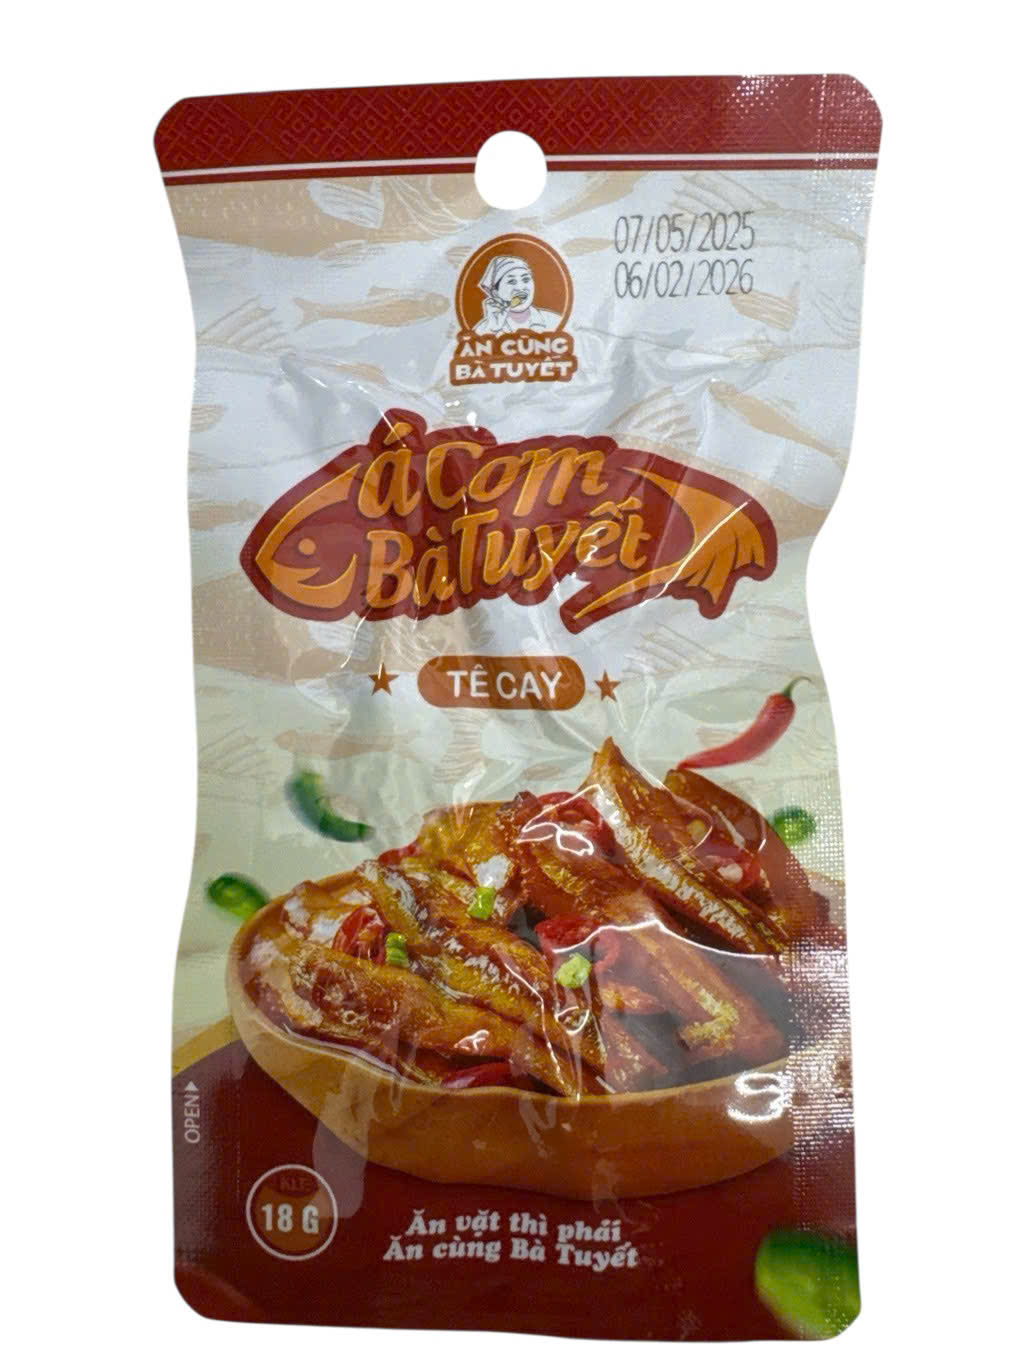 07/05/2025
06/02/2026
ĂN CÙNG
BÀ TUYẾT
á Cơm
Bà Tuyết
TÊ CAY
OPEN
KLT
18 G
Ăn vặt thì phải
Ăn cùng Bà Tuyết